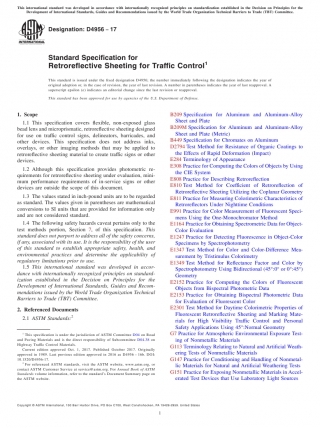 This international standard was developed in accordance with internationally recognized principles on standardization established in the Decision on Principles for the
Development of International Standards, Guides and Recommendations issued by the World Trade Organization Technical Barriers to Trade (TBT) Committee.
Designation: D4956 − 17
INTERNATIONAL
Standard Specification for
Retroreflective Sheeting for Traffic Control1
This standard is issued under the fixed designation D4956; the number immediately following the designation indicates the year of
original adoption or, in the case of revision, the year of last revision. A number in parentheses indicates the year of last reapproval. A
superscript epsilon (ε) indicates an editorial change since the last revision or reapproval.
This standard has been approved for use by agencies of the U.S. Department of Defense.
1. Scope
1.1 This specification covers flexible, non-exposed glass
bead lens and microprismatic, retroreflective sheeting designed
for use on traffic control signs, delineators, barricades, and
other devices. This specification does not address inks,
overlays, or other imaging materials that may be applied to
retroreflective sheeting material to create traffic signs or other
devices.
1.2 Although this specification provides photometric re-
quirements for retroreflective sheeting under evaluation, mini-
mum performance requirements of in-service signs or other
devices are outside the scope of this document.
1.3 The values stated in inch-pound units are to be regarded
as standard. The values given in parentheses are mathematical
conversions to SI units that are provided for information only
and are not considered standard.
1.4 The following safety hazards caveat pertains only to the
test methods portion, Section 7, of this specification. This
standard does not purport to address all of the safety concerns,
if any, associated with its use. It is the responsibility of the user
of this standard to establish appropriate safety, health, and
environmental practices and determine the applicability of
regulatory limitations prior to use.
1.5 This international standard was developed in accor-
dance with internationally recognized principles on standard-
ization established in the Decision on Principles for the
Development of International Standards, Guides and Recom-
mendations issued by the World Trade Organization Technical
Barriers to Trade (TBT) Committee.
2. Referenced Documents
2.1 ASTM Standards:2
1 This specification is under the jurisdiction of ASTM Committee
and Paving Materials and is the direct responsibility of Subcommittee
Highway Traffic Control Materials.
Current edition approved
approved in 1989. Last previous edition approved in 2016 as
2 For referenced ASTM standards, visit the ASTM website, www.astm.org, or
contact ASTM Customer Service at service@astm.org. For Annual Book of ASTM
Standards volume information, refer to the standard's Document Summary page on
the ASTM website.
B209 Specification for Aluminum and Aluminum-Alloy
Sheet and Plate
B209M Specification for Aluminum and Aluminum-Alloy
Sheet and Plate (Metric)
B449 Specification for Chromates on Aluminum
D2794 Test Method for Resistance of Organic Coatings to
the Effects of Rapid Deformation (Impact)
E284 Terminology of Appearance
E308 Practice for Computing the Colors of Objects by Using
the CIE System
E808 Practice for Describing Retroreflection
E810 Test Method for Coefficient of Retroreflection of
Retroreflective Sheeting Utilizing the Coplanar Geometry
E811 Practice for Measuring Colorimetric Characteristics of
Retroreflectors Under Nighttime Conditions
E991 Practice for Color Measurement of Fluorescent Speci-
mens Using the One-Monochromator Method
E1164 Practice for Obtaining Spectrometric Data for Object-
Color Evaluation
E1247 Practice for Detecting Fluorescence in Object-Color
Specimens by Spectrophotometry
E1347 Test Method for Color and Color-Difference Mea-
surement by Tristimulus Colorimetry
E1349 Test Method for Reflectance Factor and Color by
Spectrophotometry Using Bidirectional (45°:0° or 0°:45°)
Geometry
E2152 Practice for Computing the Colors of Fluorescent
Objects from Bispectral Photometric Data
E2153 Practice for Obtaining Bispectral Photometric Data
for Evaluation of Fluorescent Color
E2301 Test Method for Daytime Colorimetric Properties of
Fluorescent Retroreflective Sheeting and Marking Mate-
rials for High Visibility Traffic Control and Personal
Safety Applications Using 45°:Normal Geometry
G7 Practice for Atmospheric Environmental Exposure Test-
ing of Nonmetallic Materials
G113 Terminology Relating to Natural and Artificial Weath-
ering Tests of Nonmetallic Materials
G147 Practice for Conditioning and Handling of Nonmetal-
lic Materials for Natural and Artificial Weathering Tests
G151 Practice for Exposing Nonmetallic Materials in Accel-
erated Test Devices that Use Laboratory Light Sources
Copyright © ASTM International, 100 Barr Harbor Drive, PO Box C700, West Conshohocken, PA 19428-2959. United States
1